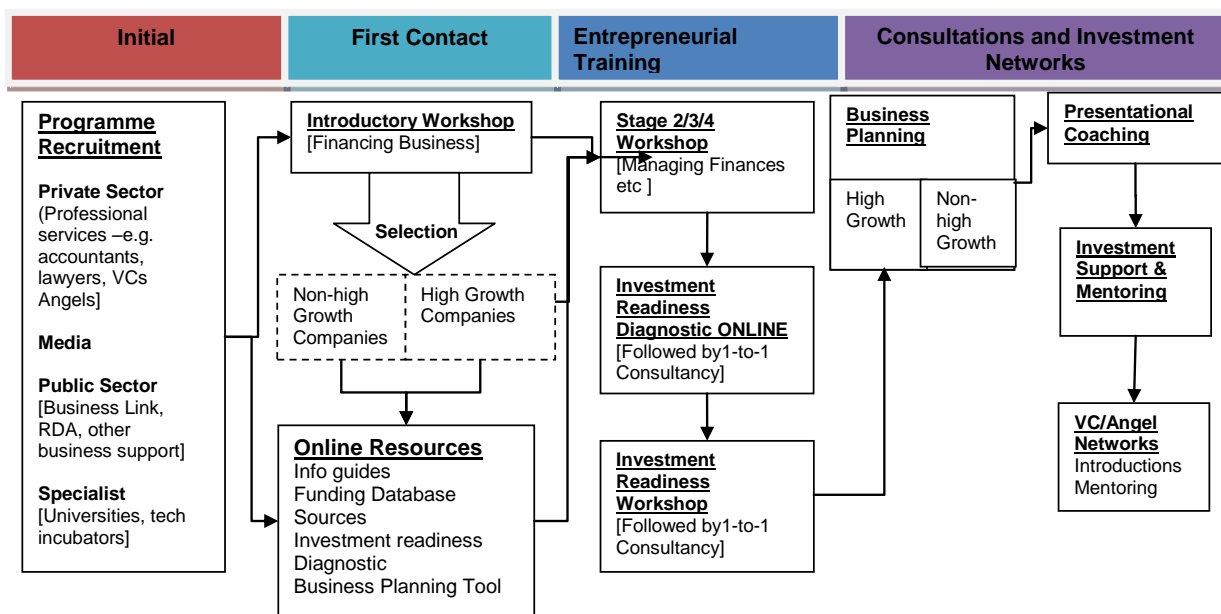 Initial
First Contact
Entrepreneurial
Training
Consultations and Investment
Networks
Programme
Recruitment
Private Sector
(Professional
services –e.g.
accountants,
lawyers, VCs
Angels]
Media
Public Sector
[Business Link,
RDA, other
business support]
Specialist
[Universities, tech
incubators]
Introductory Workshop
[Financing Business]
Selection
Non-high
Growth
Companies
High Growth
Companies
Online Resources
Info guides
Funding Database
Sources
Investment readiness
Diagnostic
Business Planning Tool
Stage 2/3/4
Workshop
[Managing Finances
etc ]
Investment
Readiness
Diagnostic ONLINE
[Followed by1-to-1
Consultancy]
Investment
Readiness
Workshop
[Followed by1-to-1
Consultancy]
Business
Planning
High
Growth
Non-
high
Growth
Presentational
Coaching
Investment
Support &
Mentoring
VC/Angel
Networks
Introductions
Mentoring